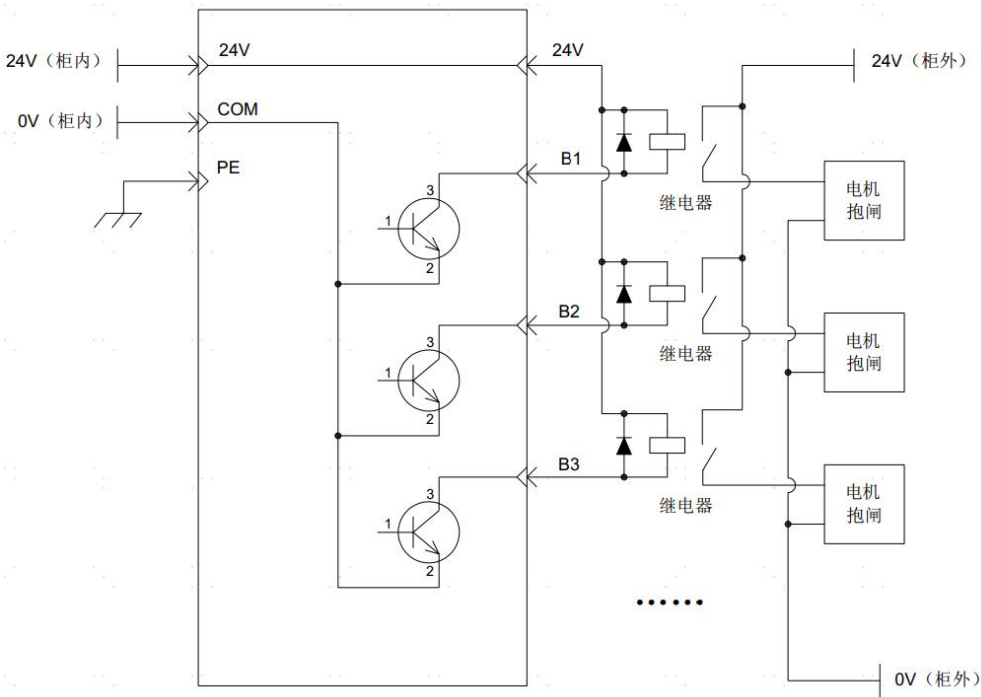 24V（柜内）
24V
24V
24V（柜外）
0V（柜内）
COM
PE
B1
3
1
2
继电器
电机
抱闸
B2
3
1
2
继电器
电机
抱闸
B3
3
1
2
继电器
电机
抱闸
······
0V（柜外）